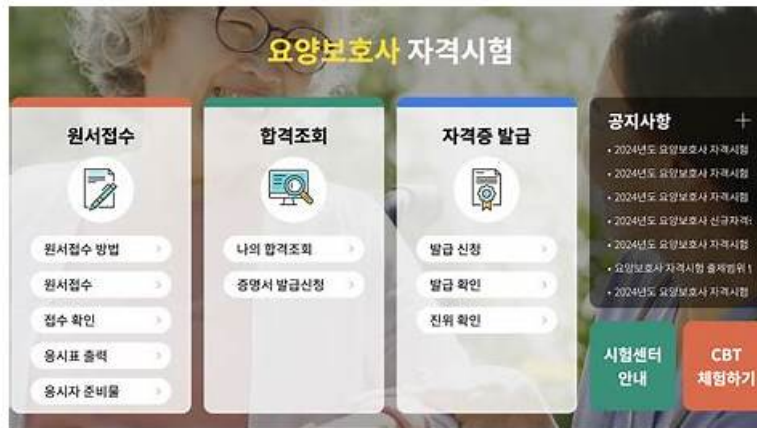 요양보호사 자격시험
원서접수
원서접수 방법
원서접수
접수 확인
응시표 출력
응시자 준비물
합격조회
나의 합격조회
증명서 발급신청
자격증 발급
발급 신청
발급 확인
진위 확인
공지사항
• 2024년도 요양보호사 자격시험
• 2024년도 요양보호사 자격시험
• 2024년도 요양보호사 자격시험
• 2024년도 요양보호사 신규자격
• 2024년도 요양보호사 자격시험
• 요양보호사 자격시험 출제범위
• 2024년도 요양보호사 자격시험
시험센터
안내
CBT
체험하기